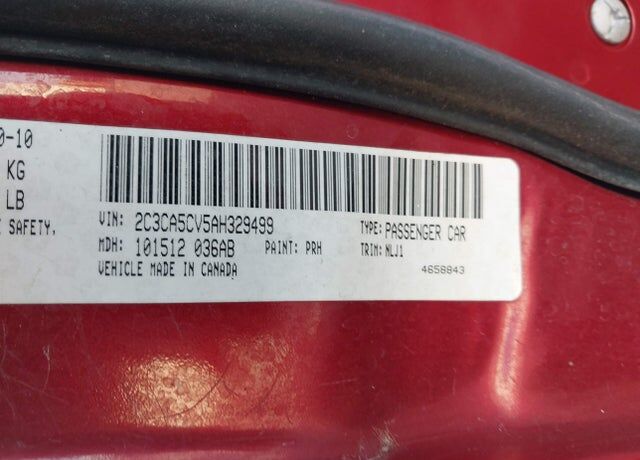 0-10
KG
LB
SAFETY,
VIN: 2C3CA5CV5AH329499 TYPE: PASSENGER CAR
MDH: 101512 036AB PAINT: PRH TRIM: NLJ1
VEHICLE MADE IN CANADA 4658843